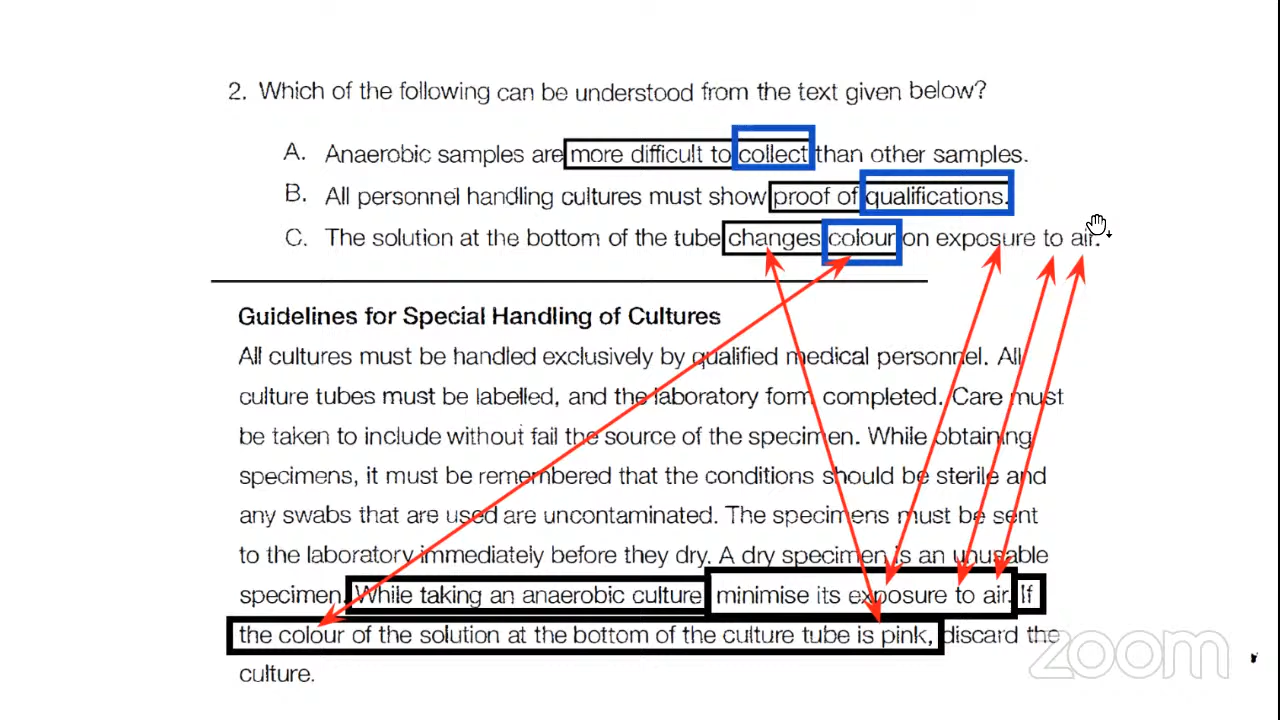 2. Which of the following can be understood from the text given below?
A. Anaerobic samples are more difficult to collect than other samples.
B. All personnel handling cultures must show proof of qualifications.
C. The solution at the bottom of the tube changes colour on exposure to air.
Guidelines for Special Handling of Cultures
All cultures must be handled exclusively by qualified medical personnel. All
culture tubes must be labelled, and the laboratory form completed. Care must
be taken to include without fail the source of the specimen. While obtaining
specimens, it must be remembered that the conditions should be sterile and
any swabs that are used are uncontaminated. The specimens must be sent
to the laboratory immediately before they dry. A dry specimen is an unusable
specimen. While taking an anaerobic culture minimise its exposure to air. If
the colour of the solution at the bottom of the culture tube is pink, discard the
culture.
zoom